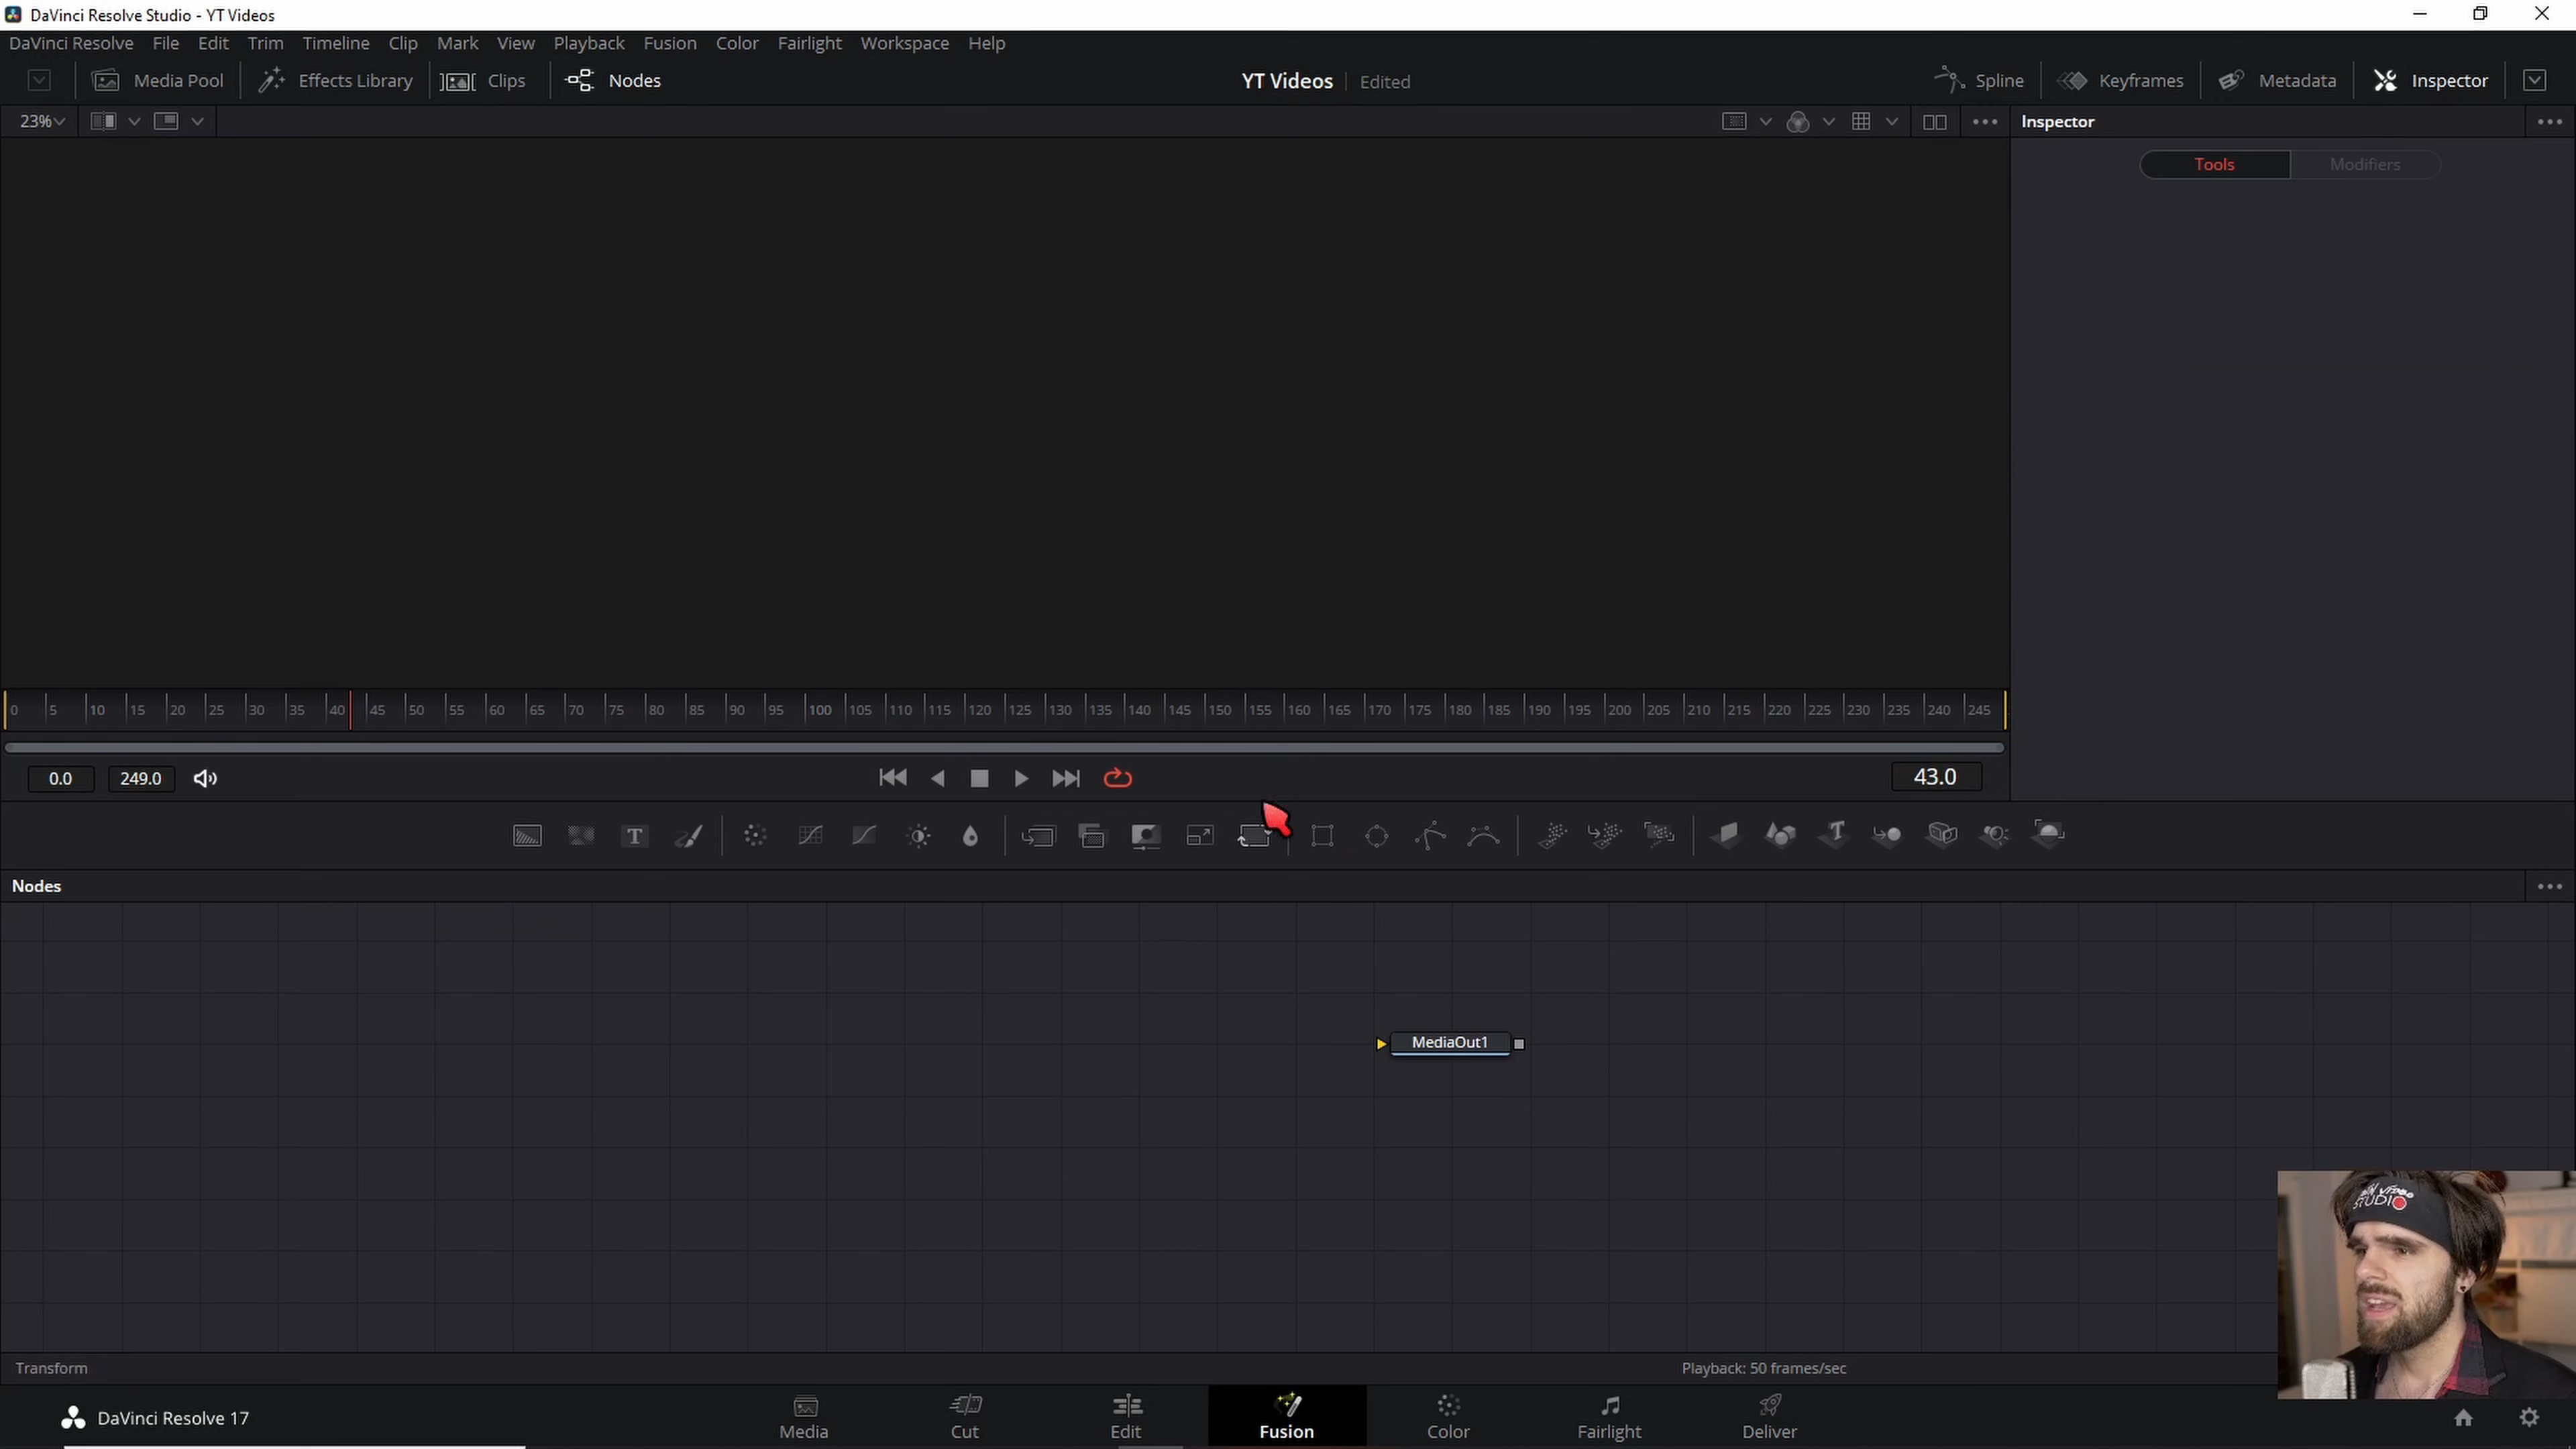 DaVinci Resolve Studio - YT Videos
DaVinci Resolve File Edit Trim Timeline Clip Mark View Playback Fusion Color Fairlight Workspace Help
Media Pool Effects Library Clips Nodes YT Videos Edited Spline Keyframes Metadata Inspector
23% Inspector
Tools Modifiers
0 5 10 15 20 25 30 35 40 45 50 55 60 65 70 75 80 85 90 95 100 105 110 115 120 125 130 135 140 145 150 155 160 165 170 175 180 185 190 195 200 205 210 215 220 225 230 235 240 245
0.0 249.0 43.0
T T
Nodes
MediaOut1
STUDIO
Transform Playback: 50 frames/sec
DaVinci Resolve 17 Media Cut Edit Fusion Color Fairlight Deliver